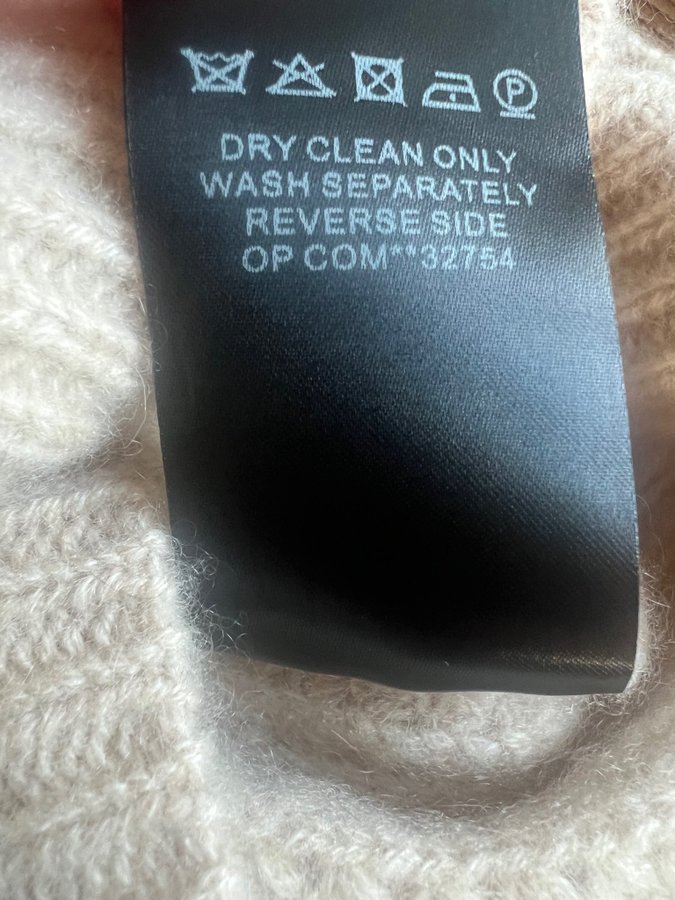 P
DRY CLEAN ONLY
WASH SEPARATELY
REVERSE SIDE
OP COM**32754